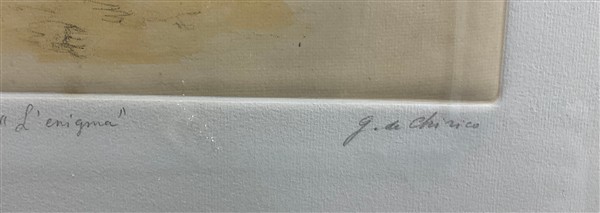 "L'enigma" g. de Chirico